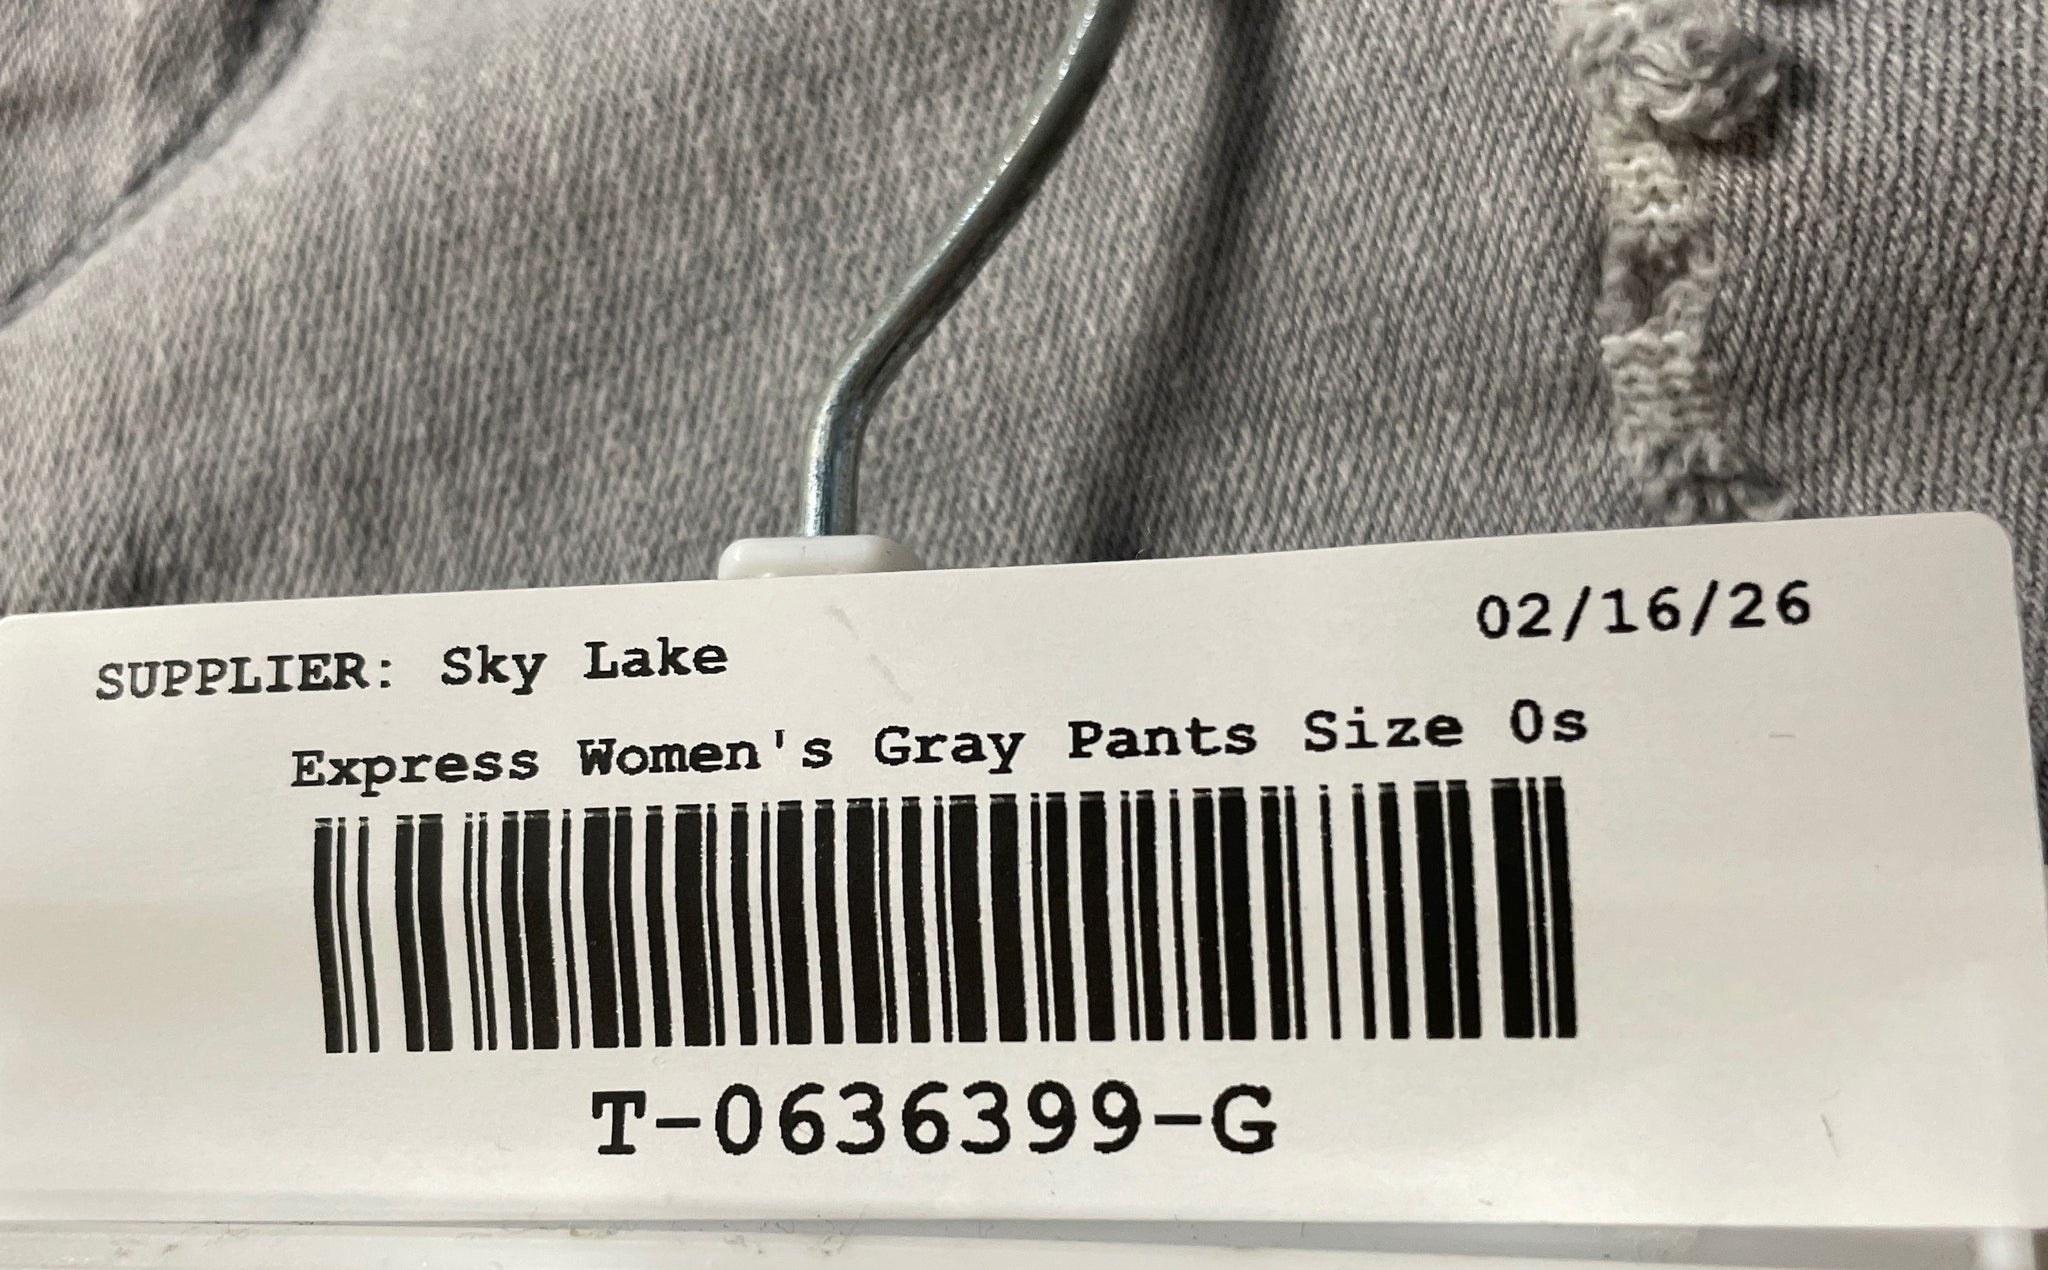 02/16/26
SUPPLIER: Sky Lake
Express Women's Gray Pants Size 0s
T-0636399-G